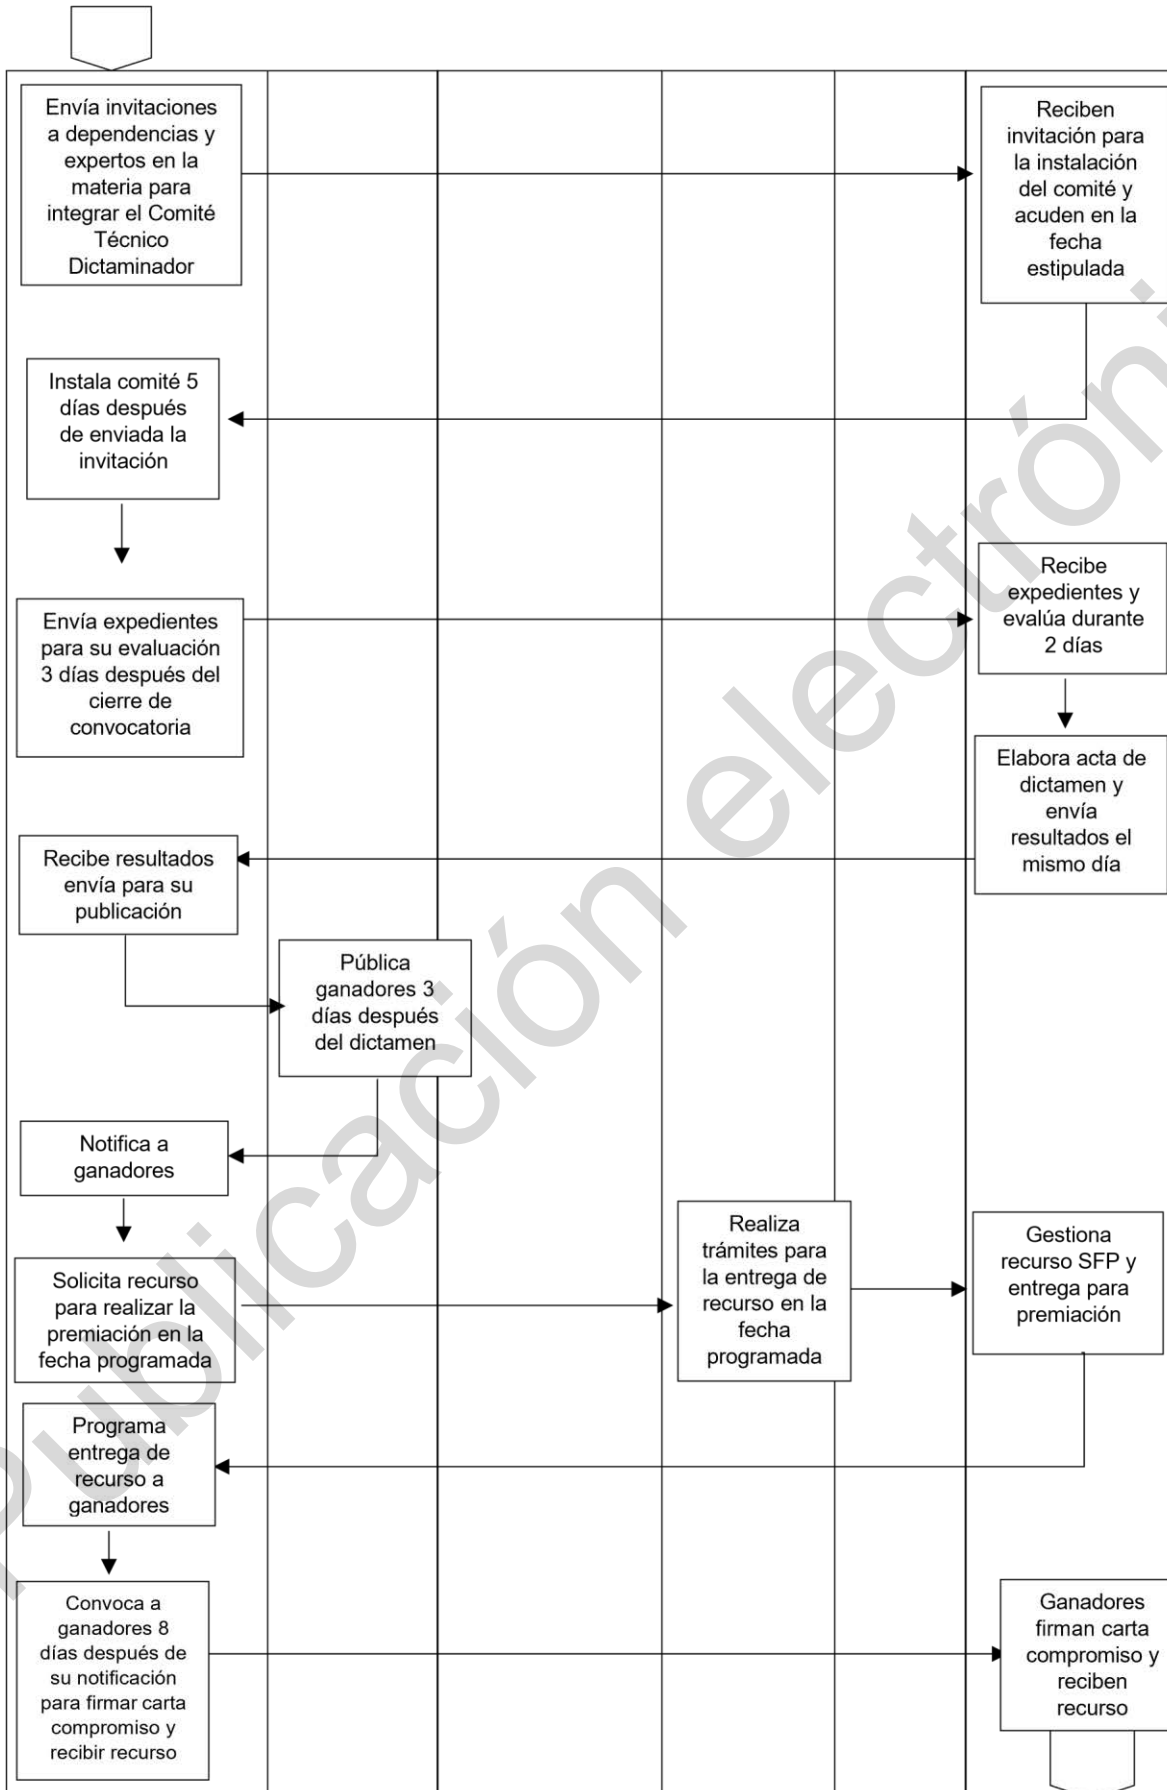 Envía invitaciones
a dependencias y
expertos en la
materia para
integrar el Comité
Técnico
Dictaminador
Reciben
invitación para
la instalación
del comité y
acuden en la
fecha
estipulada
Instala comité 5
días después
de enviada la
invitación
Envía expedientes
para su evaluación
3 días después del
cierre de
convocatoria
Recibe
expedientes y
evalúa durante
2 días
Elabora acta de
dictamen y
envía
resultados el
mismo día
Recibe resultados
envía para su
publicación
Pública
ganadores 3
días después
del dictamen
Notifica a
ganadores
Solicita recurso
para realizar la
premiación en la
fecha programada
Realiza
trámites para
la entrega de
recurso en la
fecha
programada
Gestiona
recurso SFP y
entrega para
premiación
Programa
entrega de
recurso a
ganadores
Convoca a
ganadores 8
días después de
su notificación
para firmar carta
compromiso y
recibir recurso
Ganadores
firman carta
compromiso y
reciben
recurso
Publicación electróni